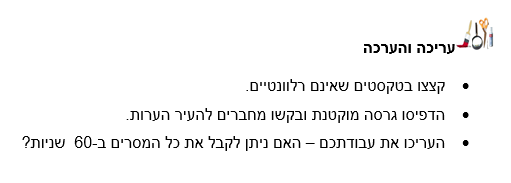 עריכה והערכה
• קצצו בטקסטים שאינם רלוונטיים.
• הדפיסו גרסה מוקטנת ובקשו מחברים להעיר הערות.
• העריכו את עבודתכם – האם ניתן לקבל את כל המסרים ב-60 שניות?